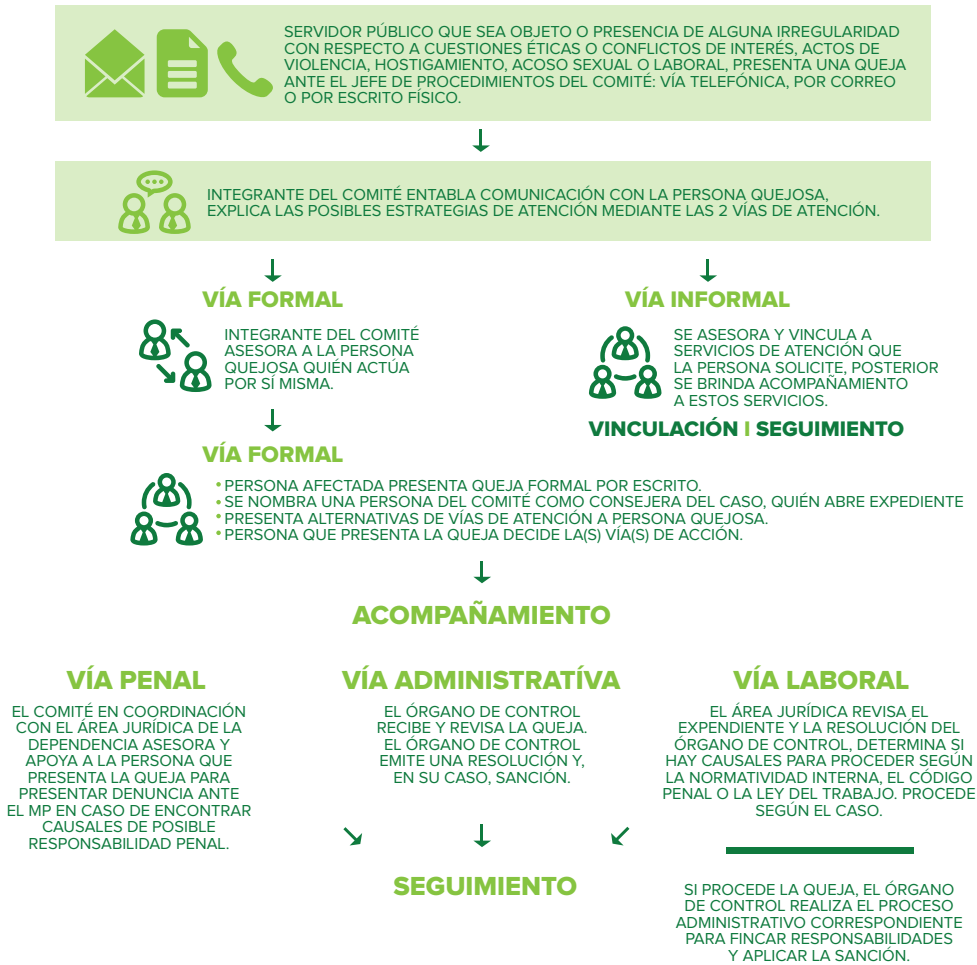 SERVIDOR PÚBLICO QUE SEA OBJETO O PRESENCIA DE ALGUNA IRREGULARIDAD
CON RESPECTO A CUESTIONES ÉTICAS O CONFLICTOS DE INTERÉS, ACTOS DE
VIOLENCIA, HOSTIGAMIENTO, ACOSO SEXUAL O LABORAL, PRESENTA UNA QUEJA
ANTE EL JEFE DE PROCEDIMIENTOS DEL COMITÉ: VÍA TELEFÓNICA, POR CORREO
O POR ESCRITO FÍSICO.
INTEGRANTE DEL COMITÉ ENTABLA COMUNICACIÓN CON LA PERSONA QUEJOSA,
EXPLICA LAS POSIBLES ESTRATEGIAS DE ATENCIÓN MEDIANTE LAS 2 VÍAS DE ATENCIÓN.
VÍA FORMAL
INTEGRANTE DEL COMITÉ
ASESORA A LA PERSONA
QUEJOSA QUIÉN ACTÚA
POR SÍ MISMA.
VÍA INFORMAL
SE ASESORA Y VINCULA A
SERVICIOS DE ATENCIÓN QUE
LA PERSONA SOLICITE, POSTERIOR
SE BRINDA ACOMPAÑAMIENTO
A ESTOS SERVICIOS.
VINCULACIÓN I SEGUIMIENTO
VÍA FORMAL
• PERSONA AFECTADA PRESENTA QUEJA FORMAL POR ESCRITO.
• SE NOMBRA UNA PERSONA DEL COMITÉ COMO CONSEJERA DEL CASO, QUIÉN ABRE EXPEDIENTE
• PRESENTA ALTERNATIVAS DE VÍAS DE ATENCIÓN A PERSONA QUEJOSA.
• PERSONA QUE PRESENTA LA QUEJA DECIDE LA(S) VÍA(S) DE ACCIÓN.
ACOMPAÑAMIENTO
VÍA PENAL
EL COMITÉ EN COORDINACIÓN
CON EL ÁREA JURÍDICA DE LA
DEPENDENCIA ASESORA Y
APOYA A LA PERSONA QUE
PRESENTA LA QUEJA PARA
PRESENTAR DENUNCIA ANTE
EL MP EN CASO DE ENCONTRAR
CAUSALES DE POSIBLE
RESPONSABILIDAD PENAL.
VÍA ADMINISTRATÍVA
EL ÓRGANO DE CONTROL
RECIBE Y REVISA LA QUEJA.
EL ÓRGANO DE CONTROL
EMITE UNA RESOLUCIÓN Y,
EN SU CASO, SANCIÓN.
VÍA LABORAL
EL ÁREA JURÍDICA REVISA EL
EXPENDIENTE Y LA RESOLUCIÓN DEL
ÓRGANO DE CONTROL, DETERMINA SI
HAY CAUSALES PARA PROCEDER SEGÚN
LA NORMATIVIDAD INTERNA, EL CÓDIGO
PENAL O LA LEY DEL TRABAJO. PROCEDE
SEGÚN EL CASO.
SEGUIMIENTO
SI PROCEDE LA QUEJA, EL ÓRGANO
DE CONTROL REALIZA EL PROCESO
ADMINISTRATIVO CORRESPONDIENTE
PARA FINCAR RESPONSABILIDADES
Y APLICAR LA SANCIÓN.